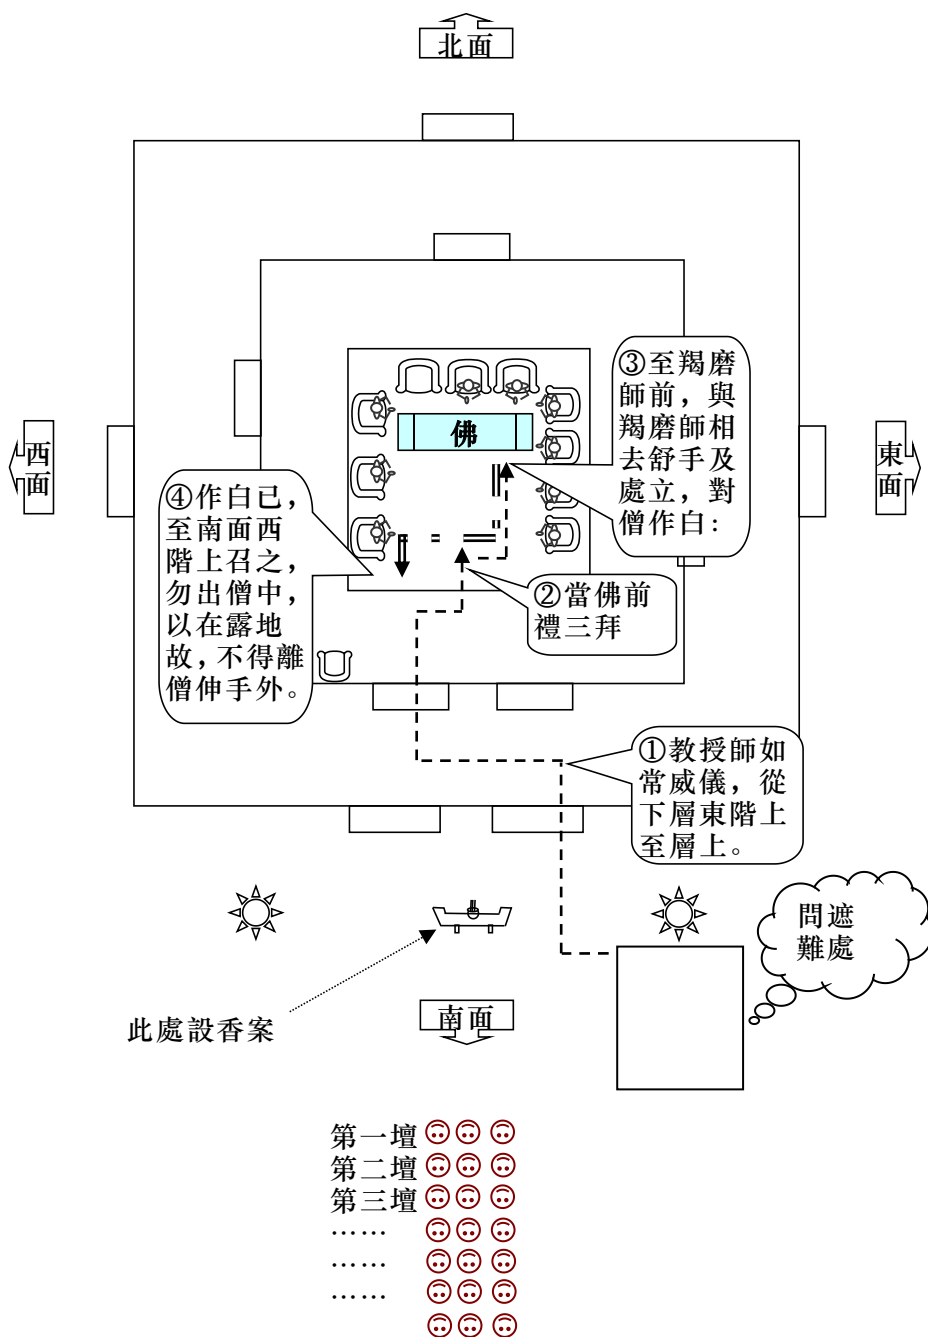 北面
③至羯磨
師前，與
羯磨師相
去舒手及
處立，對
僧作白：
佛
西
面
東
面
④作白已，
至南面西
階上召之，
勿出僧中，
以在露地
故，不得離
僧伸手外。
②當佛前
禮三拜
①教授師如
常威儀，從
下層東階上
至層上。
問遮
難處
此處設香案
南面
第一壇
第二壇
第三壇
……
……
……